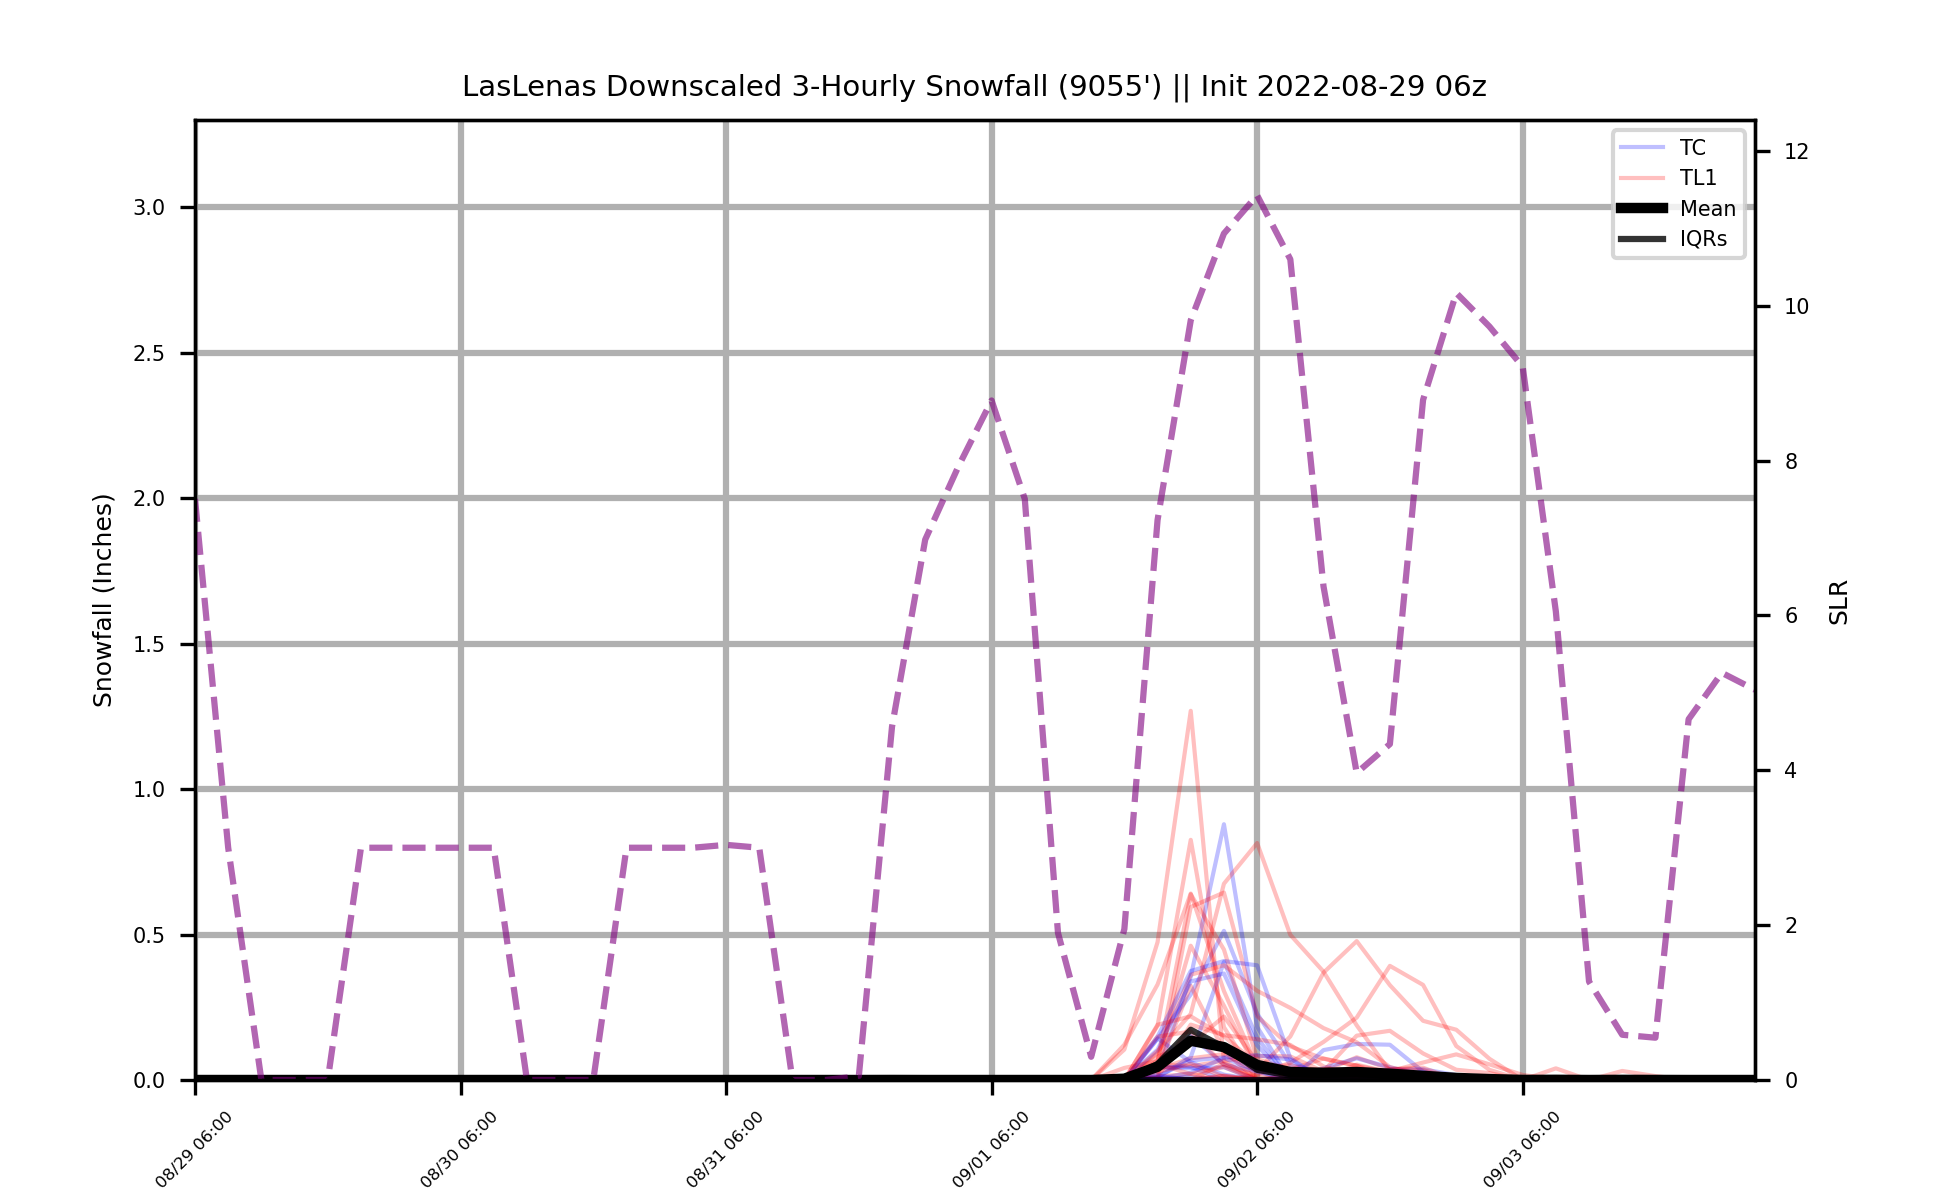 LasLenas Downscaled 3-Hourly Snowfall (9055') || Init 2022-08-29 06z
TC
TL1
Mean
IQRs
Snowfall (Inches)
3.0
2.5
2.0
1.5
1.0
0.5
0.0
12
10
8
6
4
2
0
SLR
08/29 06:00
08/30 06:00
08/31 06:00
09/01 06:00
09/02 06:00
09/03 06:00